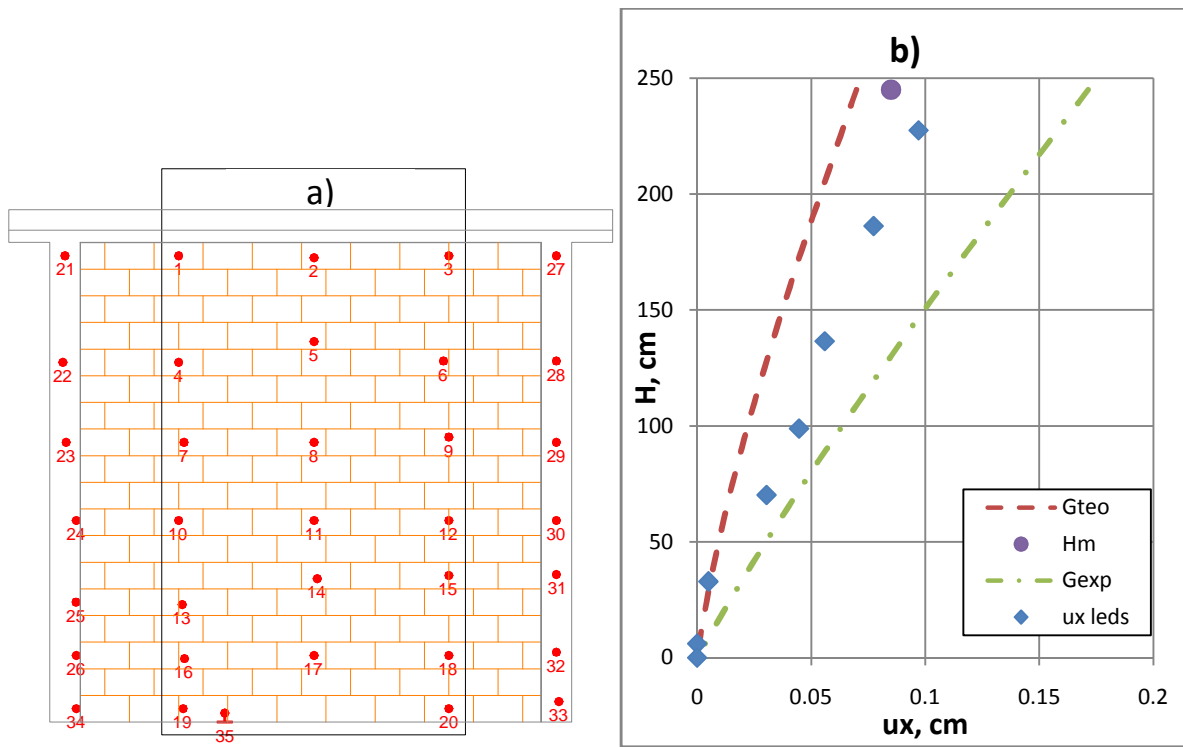 a)
21 1 2 3 27
22 4 5 6 28
23 7 8 9 29
24 10 11 12 30
25 13 14 15 31
26 16 17 18 32
34 19 35 20 33
b)
250
200
150
100
50
0
H, cm
0 0.05 0.1 0.15 0.2
ux, cm
Gteo
Hm
Gexp
ux leds